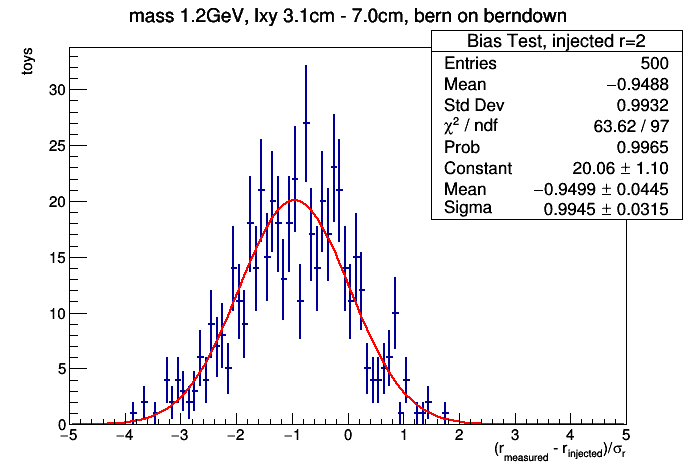 mass 1.2GeV, lxy 3.1cm - 7.0cm, bern on berndown
Bias Test, injected r=2
Entries 500
Mean −0.9488
Std Dev 0.9932
χ² / ndf 63.62 / 97
Prob 0.9965
Constant 20.06 ± 1.10
Mean −0.9499 ± 0.0445
Sigma 0.9945 ± 0.0315
toys
30
25
20
15
10
5
0
−5 −4 −3 −2 −1 0 1 2 3 4 5
(r_measured - r_injected)/σ_r